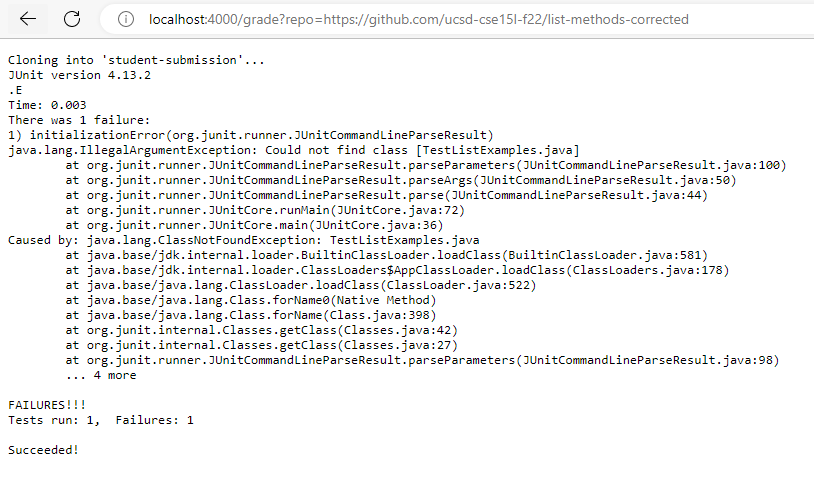 localhost:4000/grade?repo=https://github.com/ucsd-cse15l-f22/list-methods-corrected
Cloning into 'student-submission'...
JUnit version 4.13.2
.E
Time: 0.003
There was 1 failure:
1) initializationError(org.junit.runner.JUnitCommandLineParseResult)
java.lang.IllegalArgumentException: Could not find class [TestListExamples.java]
        at org.junit.runner.JUnitCommandLineParseResult.parseParameters(JUnitCommandLineParseResult.java:100)
        at org.junit.runner.JUnitCommandLineParseResult.parseArgs(JUnitCommandLineParseResult.java:50)
        at org.junit.runner.JUnitCommandLineParseResult.parse(JUnitCommandLineParseResult.java:44)
        at org.junit.runner.JUnitCore.runMain(JUnitCore.java:72)
        at org.junit.runner.JUnitCore.main(JUnitCore.java:36)
Caused by: java.lang.ClassNotFoundException: TestListExamples.java
        at java.base/jdk.internal.loader.BuiltinClassLoader.loadClass(BuiltinClassLoader.java:581)
        at java.base/jdk.internal.loader.ClassLoaders$AppClassLoader.loadClass(ClassLoaders.java:178)
        at java.base/java.lang.ClassLoader.loadClass(ClassLoader.java:522)
        at java.base/java.lang.Class.forName0(Native Method)
        at java.base/java.lang.Class.forName(Class.java:398)
        at org.junit.internal.Classes.getClass(Classes.java:42)
        at org.junit.internal.Classes.getClass(Classes.java:27)
        at org.junit.runner.JUnitCommandLineParseResult.parseParameters(JUnitCommandLineParseResult.java:98)
        ... 4 more
FAILURES!!!
Tests run: 1,  Failures: 1
Succeeded!